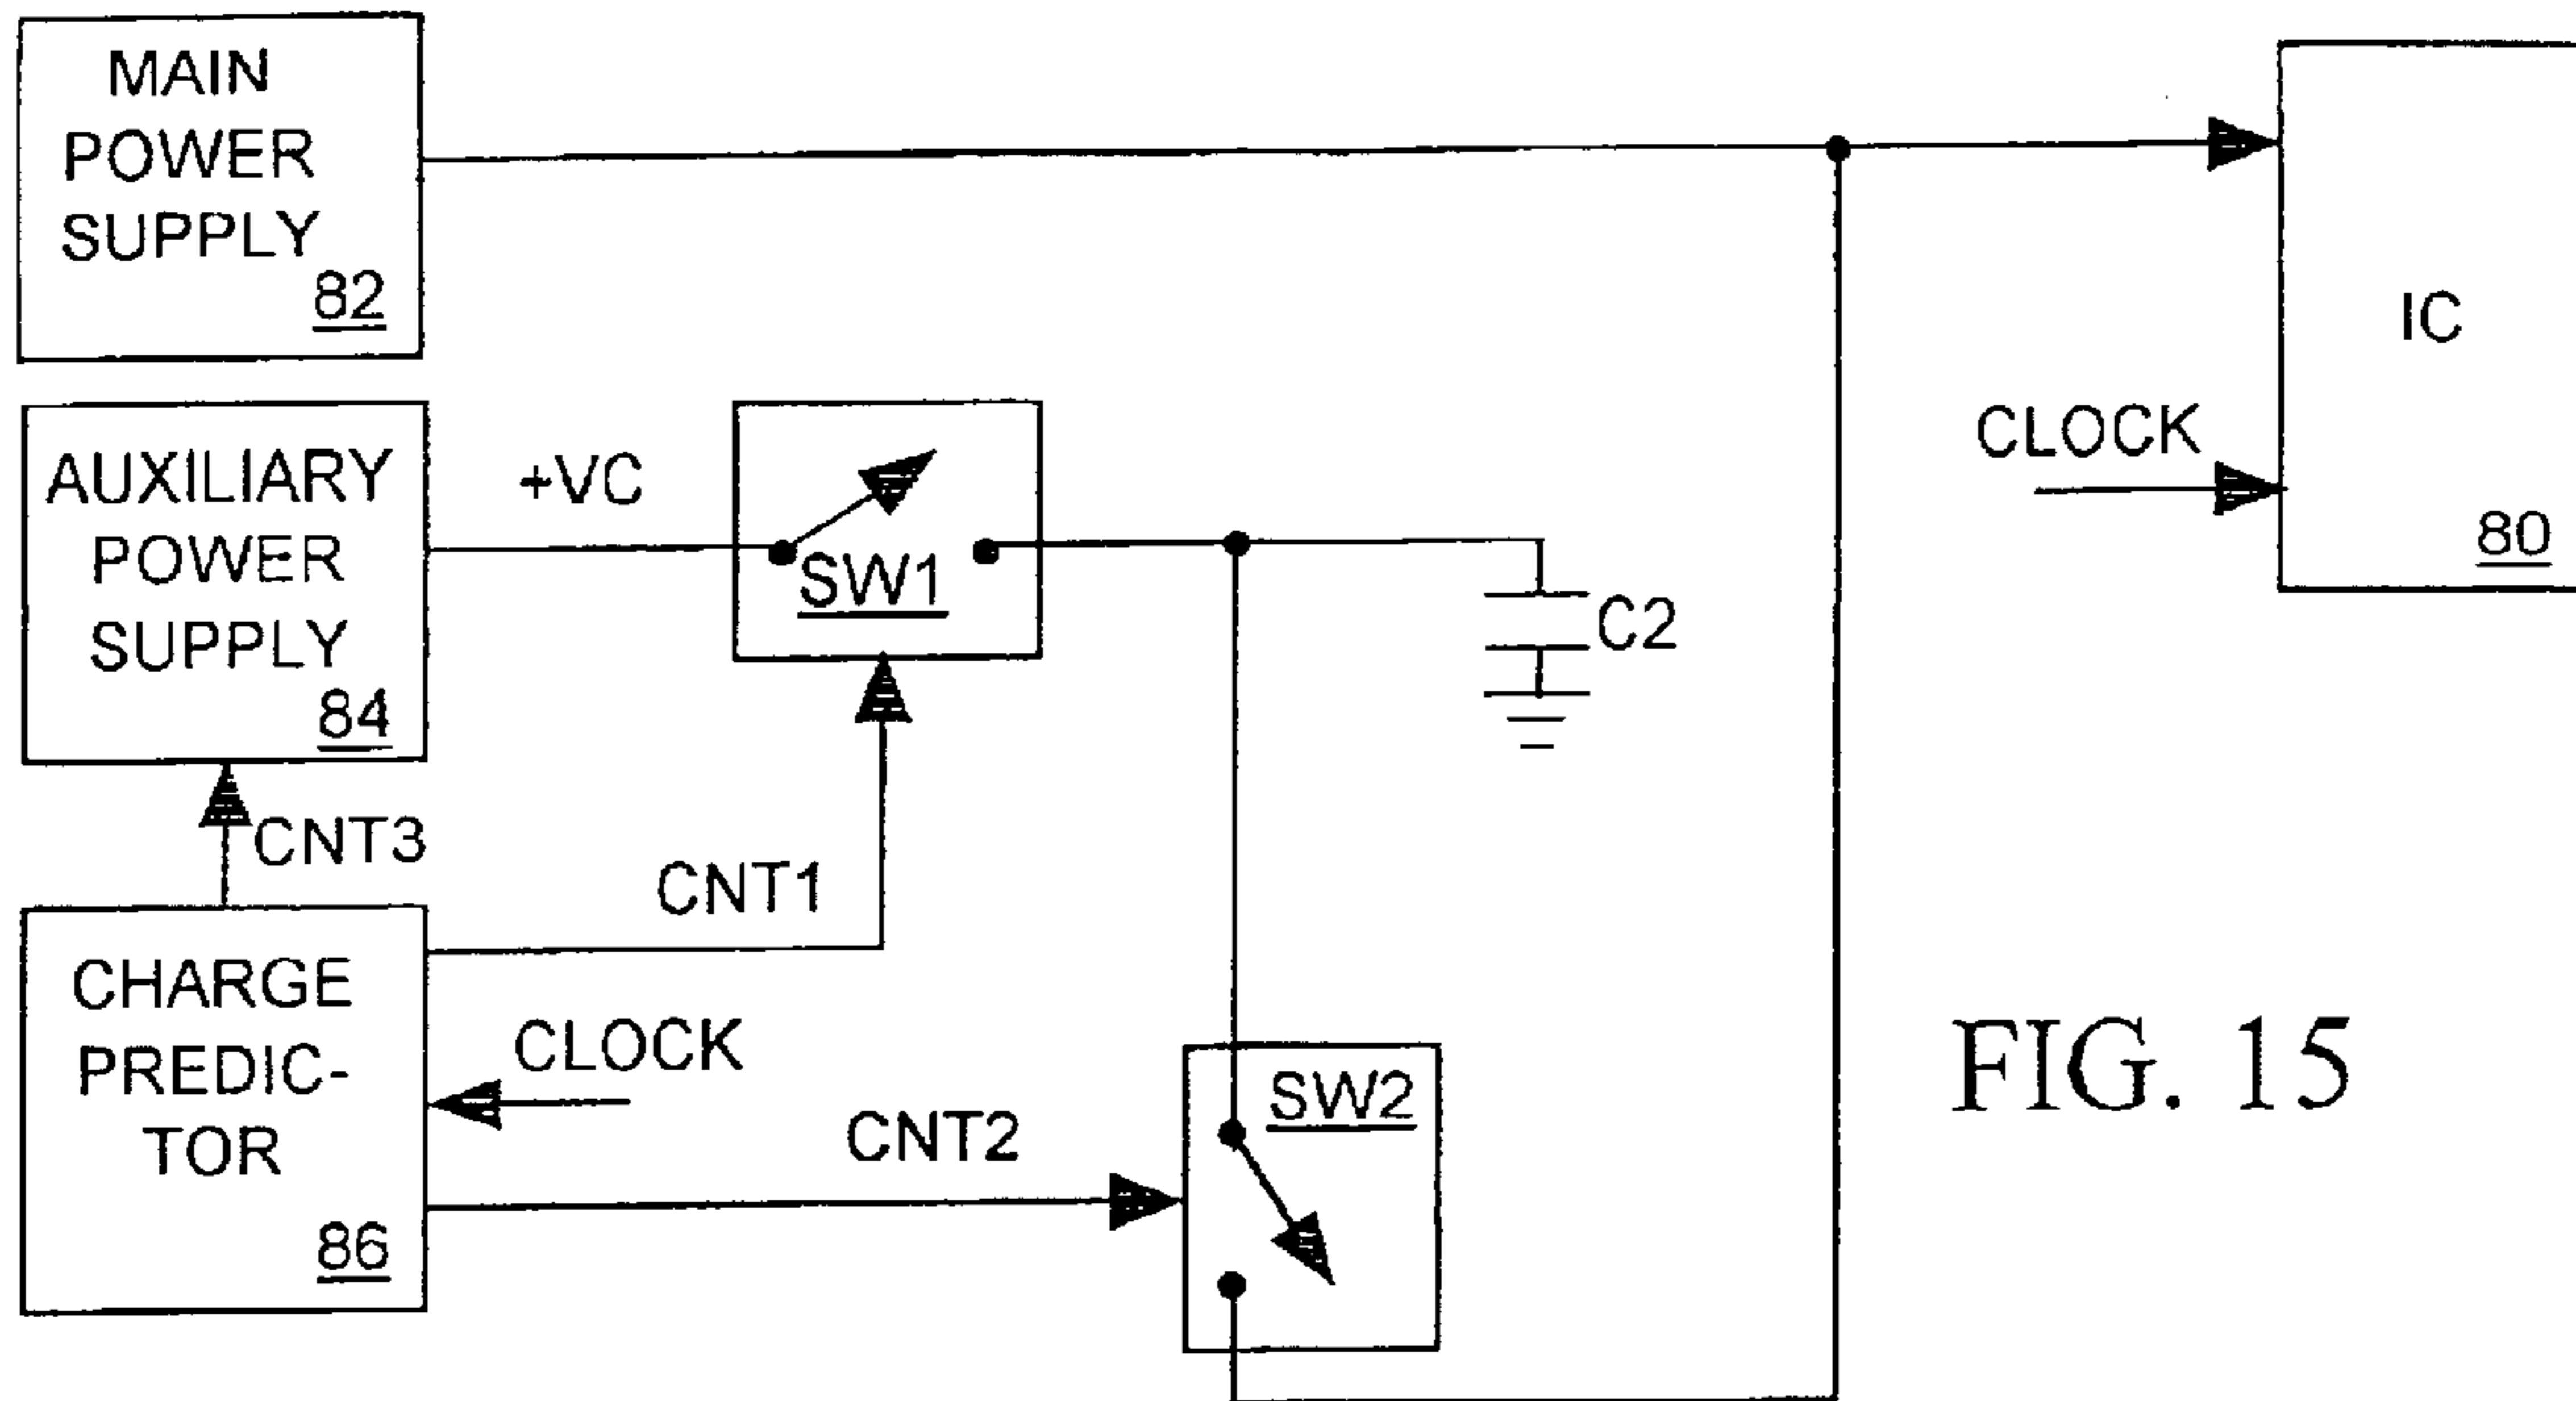 MAIN
POWER
SUPPLY
82
IC
CLOCK
80
AUXILIARY
POWER
SUPPLY
84
+VC
SW1
C2
CNT3
CNT1
CHARGE
PREDIC-
TOR
86
CLOCK
CNT2
SW2
FIG. 15